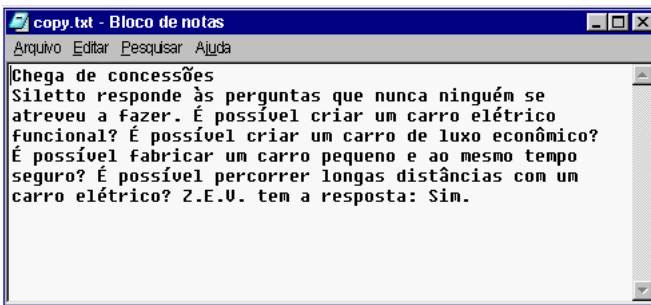 copy.txt - Bloco de notas
Arquivo Editar Pesquisar Ajuda
Chega de concessões
Siletto responde às perguntas que nunca ninguém se
atreveu a fazer. É possível criar um carro elétrico
funcional? É possível criar um carro de luxo econômico?
É possível fabricar um carro pequeno e ao mesmo tempo
seguro? É possível percorrer longas distâncias com um
carro elétrico? Z.E.V. tem a resposta: Sim.